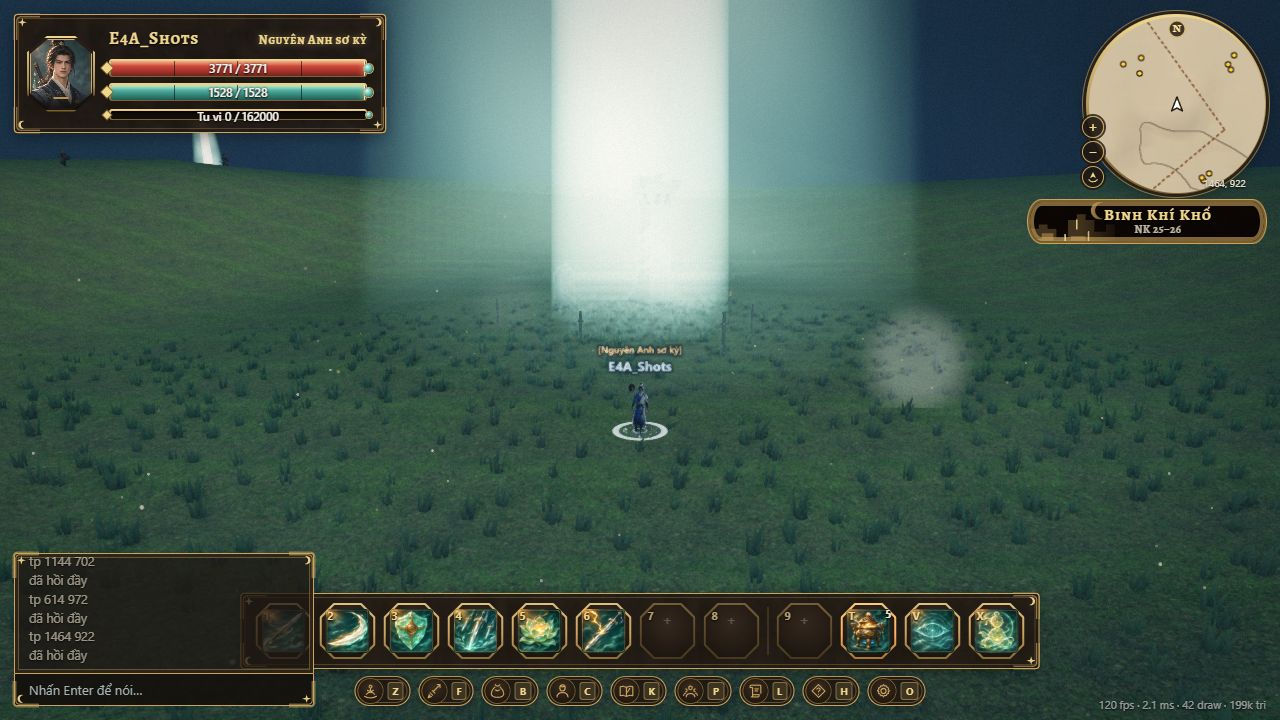 E4A_Shots
Nguyên Anh sơ kỳ
3771 / 3771
1528 / 1528
Tu vi 0 / 162000
N
+
−
1464, 922
Binh Khí Khố
NK 25–26
[Nguyên Anh sơ kỳ]
E4A_Shots
tp 1144 702
đã hồi đầy
tp 614 972
đã hồi đầy
tp 1464 922
đã hồi đầy
Nhấn Enter để nói...
2 3 4 5 6 7 8 9 T 5 V X
Z F B C K P L H O
120 fps · 2.1 ms · 42 draw · 199k tri